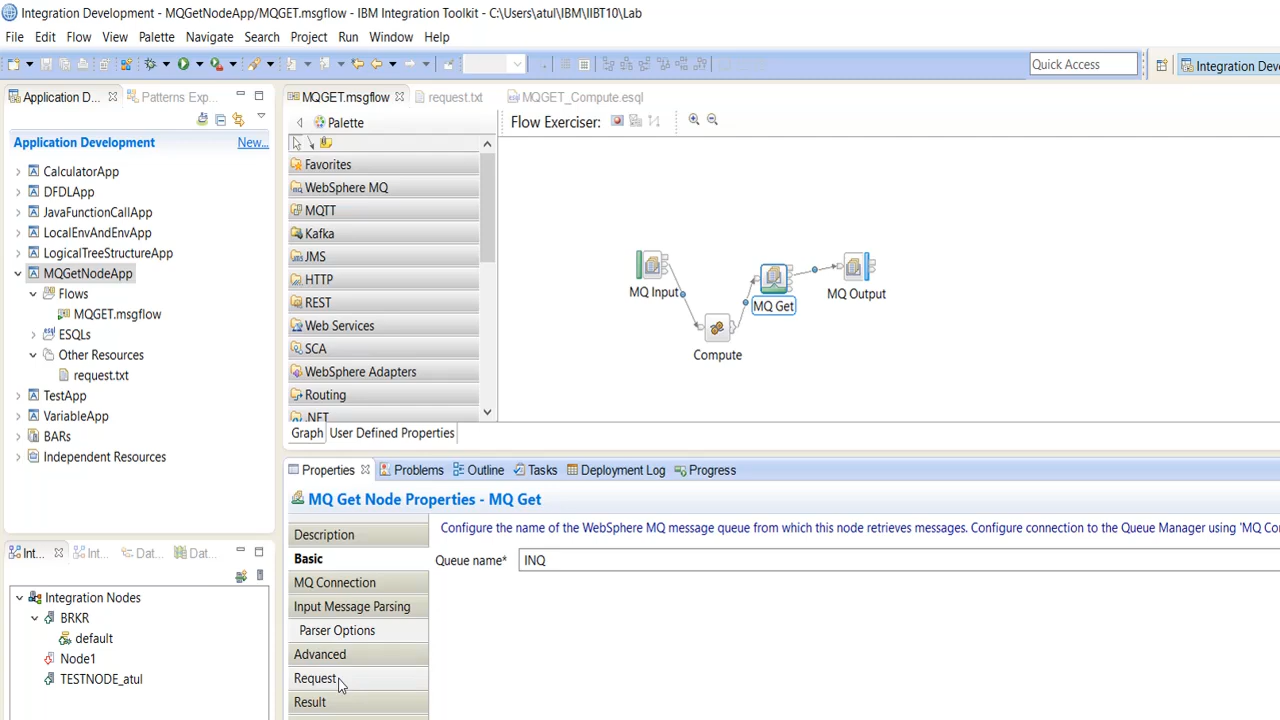 Integration Development - MQGetNodeApp/MQGET.msgflow - IBM Integration Toolkit - C:\Users\atul\IBM\IIBT10\Lab
File Edit Flow View Palette Navigate Search Project Run Window Help
Quick Access
Integration Deve
Application D...
Patterns Exp...
Application Development
New...
CalculatorApp
DFDLApp
JavaFunctionCallApp
LocalEnvAndEnvApp
LogicalTreeStructureApp
MQGetNodeApp
Flows
MQGET.msgflow
ESQLs
Other Resources
request.txt
TestApp
VariableApp
BARs
Independent Resources
Int...
Int...
Dat...
Dat...
Integration Nodes
BRKR
default
Node1
TESTNODE_atul
MQGET.msgflow
request.txt
MQGET_Compute.esql
Palette
Favorites
WebSphere MQ
MQTT
Kafka
JMS
HTTP
REST
Web Services
SCA
WebSphere Adapters
Routing
.NET
Flow Exerciser:
MQ Input
Compute
MQ Get
MQ Output
Graph
User Defined Properties
Properties
Problems
Outline
Tasks
Deployment Log
Progress
MQ Get Node Properties - MQ Get
Description
Basic
MQ Connection
Input Message Parsing
Parser Options
Advanced
Request
Result
Configure the name of the WebSphere MQ message queue from which this node retrieves messages. Configure connection to the Queue Manager using 'MQ Co
Queue name* INQ